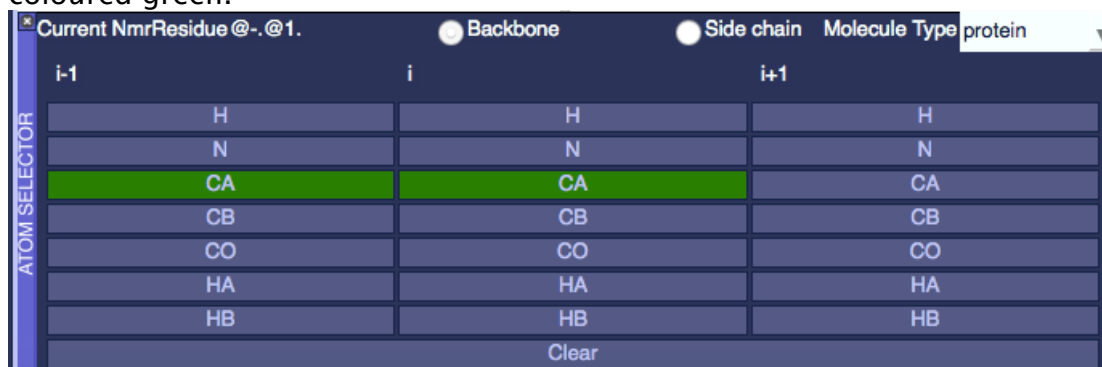 coloured green.
Current NmrResidue @-.@1. Backbone Side chain Molecule Type protein
i-1 i i+1
H H H
N N N
CA CA CA
CB CB CB
CO CO CO
HA HA HA
HB HB HB
Clear
ATOM SELECTOR